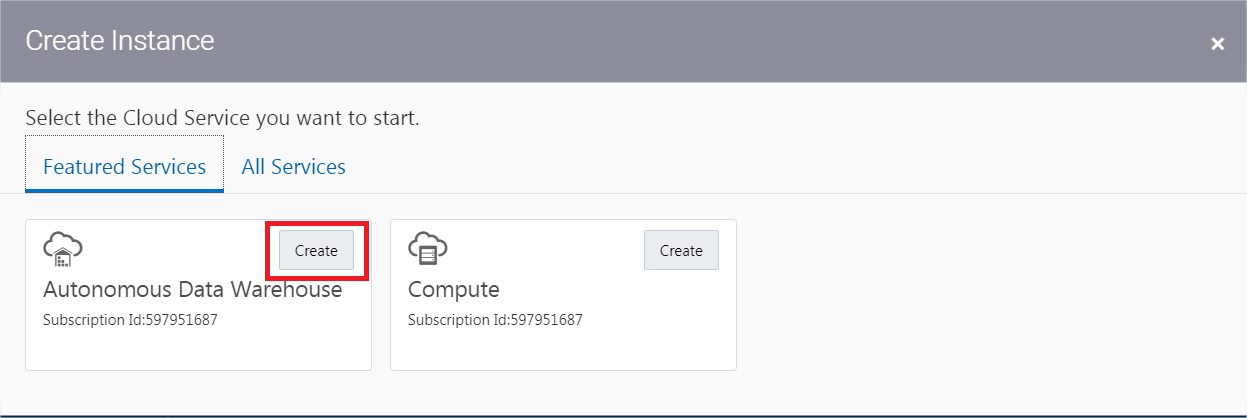 Create Instance
×
Select the Cloud Service you want to start.
Featured Services
All Services
Create
Autonomous Data Warehouse
Subscription Id:597951687
Create
Compute
Subscription Id:597951687